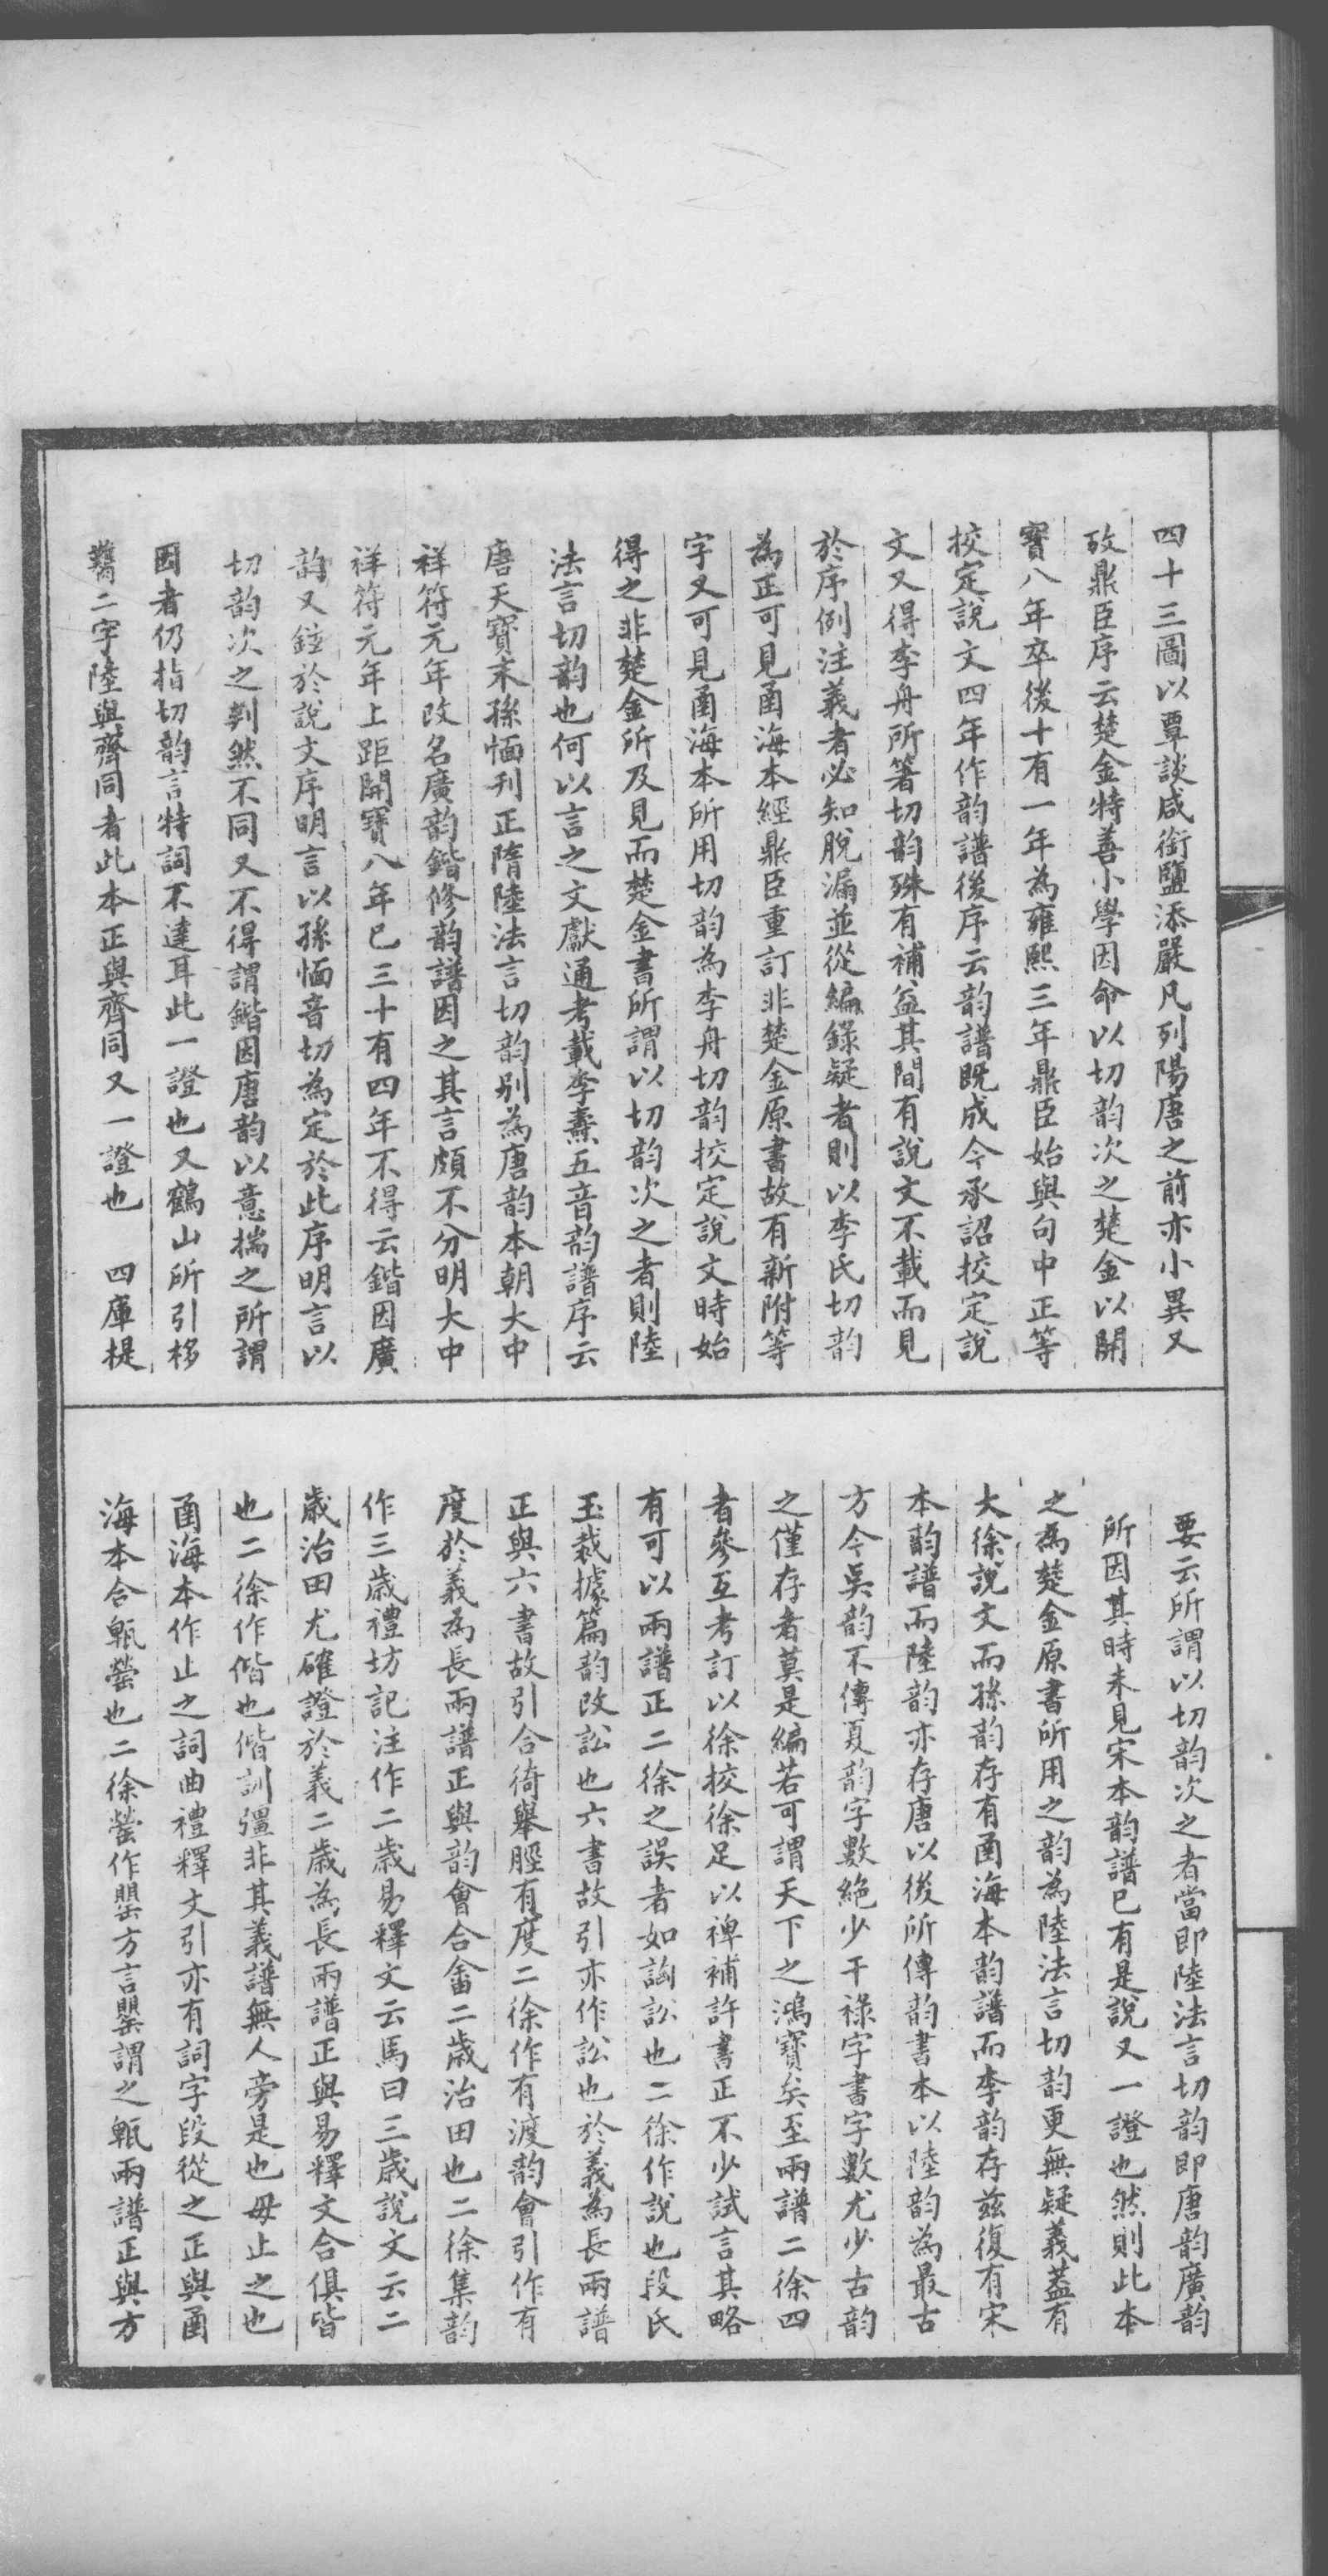 四十三圖以覃談咸銜鹽添嚴凡列陽唐之前亦小異又
攷鼎臣序云楚金特善小學因命以切韵次之楚金以開
寶八年卒後十有一年為雍熙三年鼎臣始與句中正等
挍定說文四年作韵譜後序云韵譜既成今承詔挍定說
文又得李舟所箸切韵殊有補益其間有說文不載而見
於序例注義者必知脫漏並從編錄疑者則以李氏切韵
為正可見函海本經鼎臣重訂非楚金原書故有新附等
字又可見函海本所用切韵為李舟切韵挍定說文時始
得之非楚金所及見而楚金書所謂以切韵次之者則陸
法言切韵也何以言之文獻通考載李燾五音韵譜序云
唐天寶末孫愐刊正隋陸法言切韵別為唐韵本朝大中
祥符元年改名廣韵鍇修韵譜因之其言頗不分明大中
祥符元年上距開寶八年已三十有四年不得云鍇因廣
韵又鉉於說文序明言以孫愐音切為定於此序明言以
切韵次之判然不同又不得謂鍇因唐韵以意揣之所謂
因者仍指切韵言特詞不達耳此一證也又鶴山所引栘
二字陸與齊同者此本正與齊同又一證也 四庫提
要云所謂以切韵次之者當即陸法言切韵即唐韵廣韵
所因其時未見宋本韵譜已有是說又一證也然則此本
之為楚金原書所用之韵為陸法言切韵更無疑義葢有
大徐說文而孫韵存有函海本韵譜而李韵存茲復有宋
本韵譜而陸韵亦存唐以後所傳韵書本以陸韵為最古
方今吳韵不傳夏韵字數絕少干祿字書字數尤少古韵
之僅存者莫是編若可謂天下之鴻寶矣至兩譜二徐四
者參互考訂以徐挍徐足以裨補許書正不少試言其略
有可以兩譜正二徐之誤者如詾訟也二徐作說也段氏
玉裁據篇韵改訟也六書故引亦作訟也於義為長兩譜
正與六書故引合徛舉脛有度二徐作有渡韵會引作有
度於義為長兩譜正與韵會合畬二歲治田也二徐集韵
作三歲禮坊記注作二歲易釋文云馬曰三歲說文云二
歲治田尤確證於義二歲為長兩譜正與易釋文合俱皆
也二徐作偕也偕訓彊非其義譜無人旁是也毋止之也
函海本作止之詞曲禮釋文引亦有詞字段從之正與函
海本合㼶罃也二徐罃作甖方言甖謂之㼶兩譜正與方